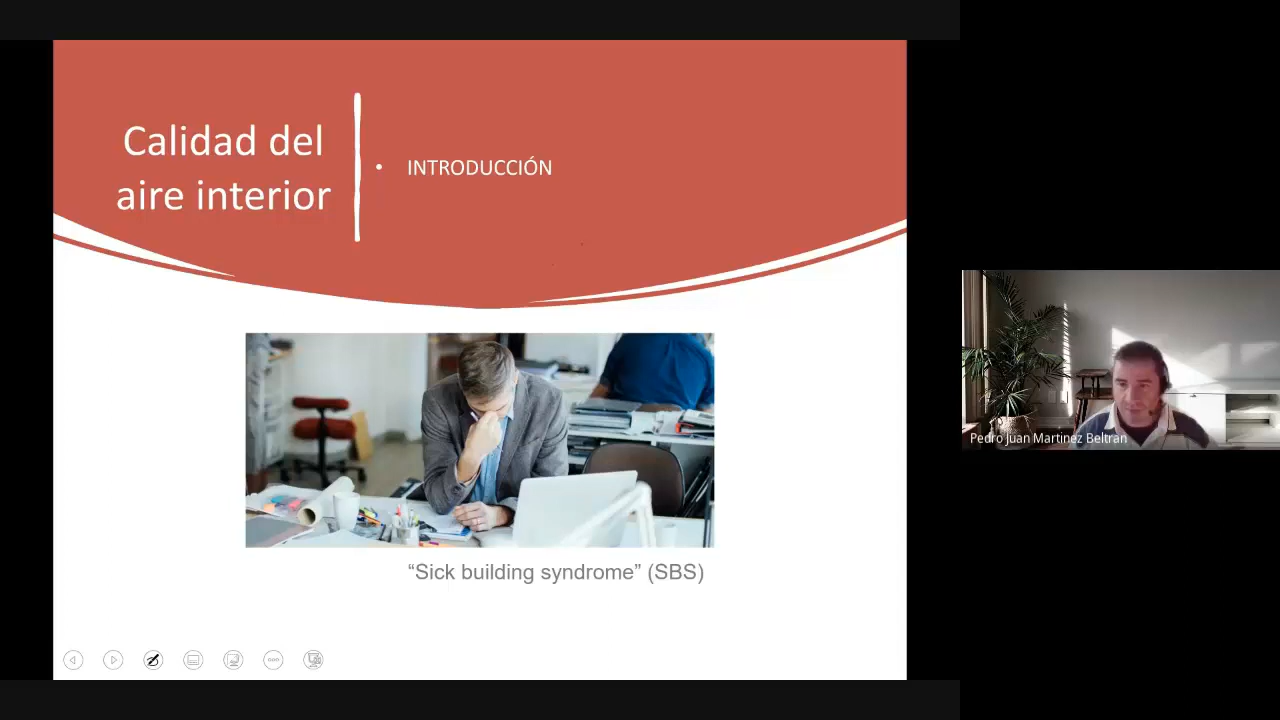 Calidad del
aire interior
• INTRODUCCIÓN
“Sick building syndrome” (SBS)
Pedro Juan Martinez Beltran